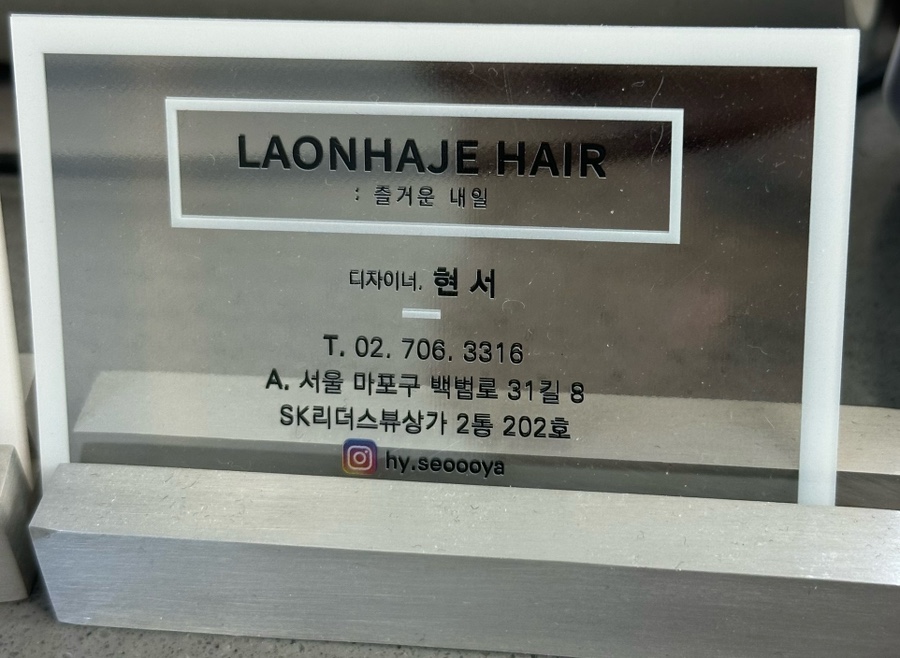 LAONHAJE HAIR
: 즐거운 내일
디자이너. 현 서
T. 02. 706. 3316
A. 서울 마포구 백범로 31길 8
SK리더스뷰상가 2동 202호
hy.seoooya